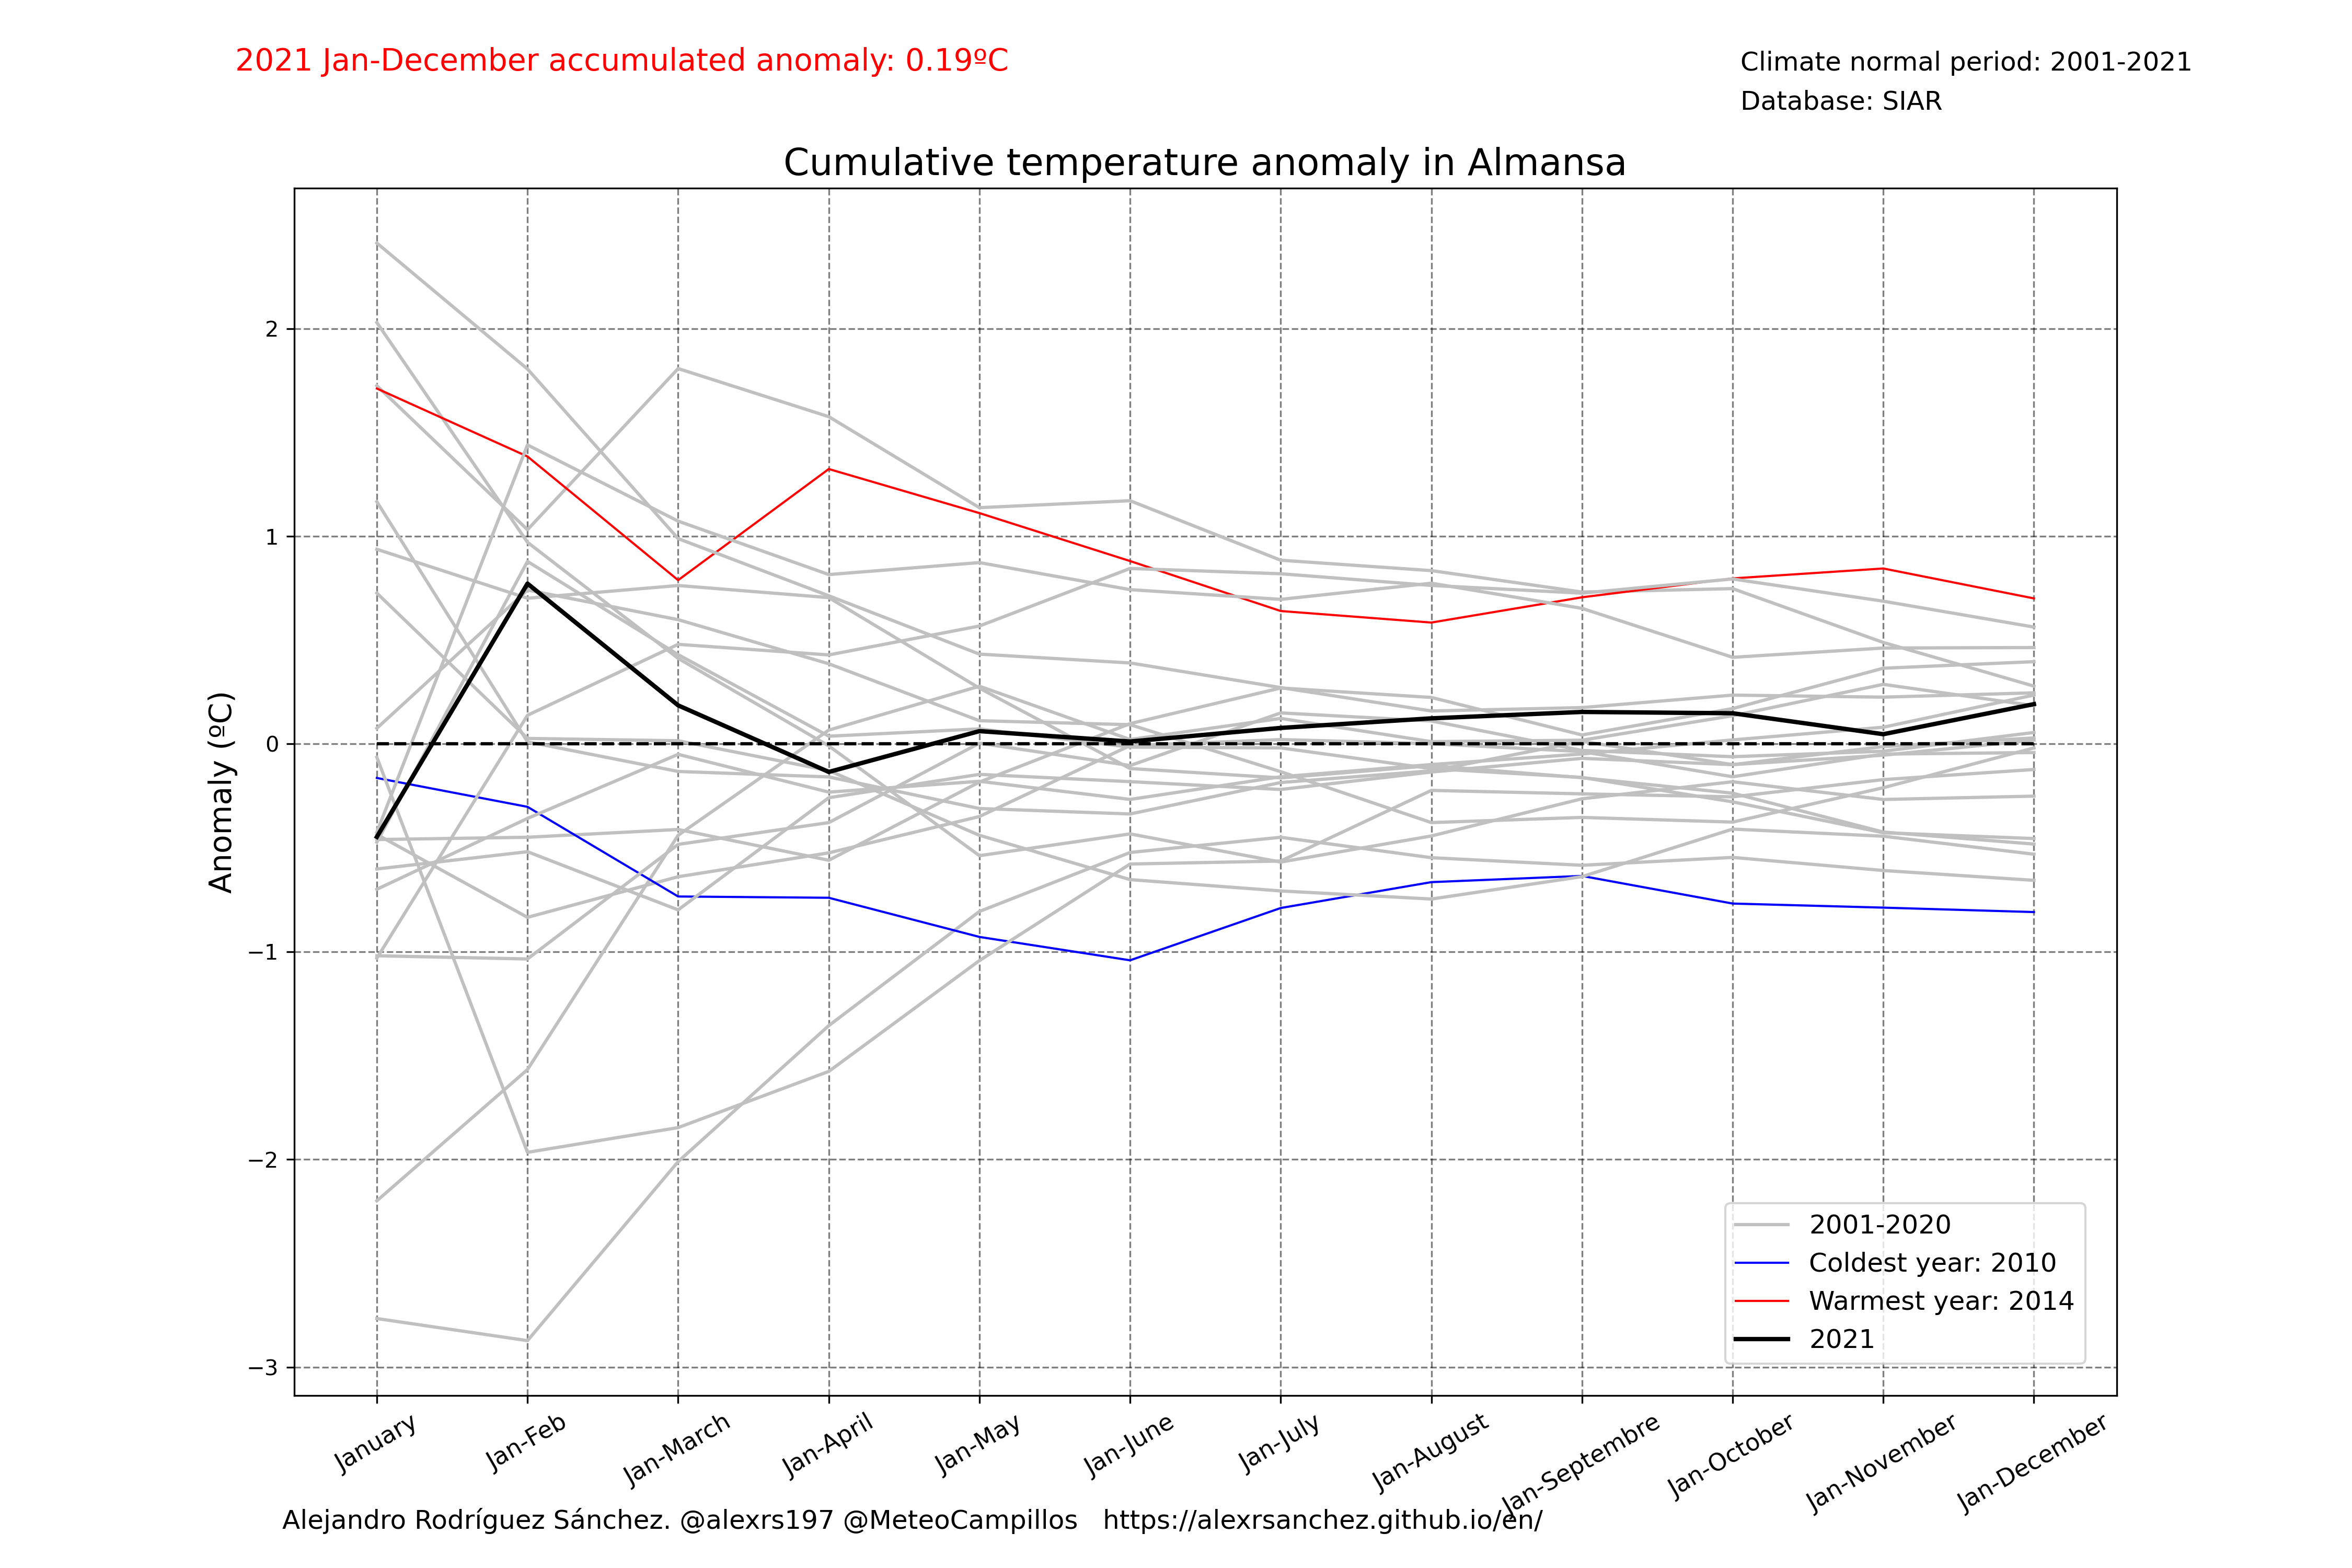 2021 Jan-December accumulated anomaly: 0.19ºC
Climate normal period: 2001-2021
Database: SIAR
Cumulative temperature anomaly in Almansa
Anomaly (ºC)
2
1
0
−1
−2
−3
2001-2020
Coldest year: 2010
Warmest year: 2014
2021
January
Jan-Feb
Jan-March
Jan-April
Jan-May
Jan-June
Jan-July
Jan-August
Jan-Septembre
Jan-October
Jan-November
Jan-December
Alejandro Rodríguez Sánchez. @alexrs197 @MeteoCampillos   https://alexrsanchez.github.io/en/